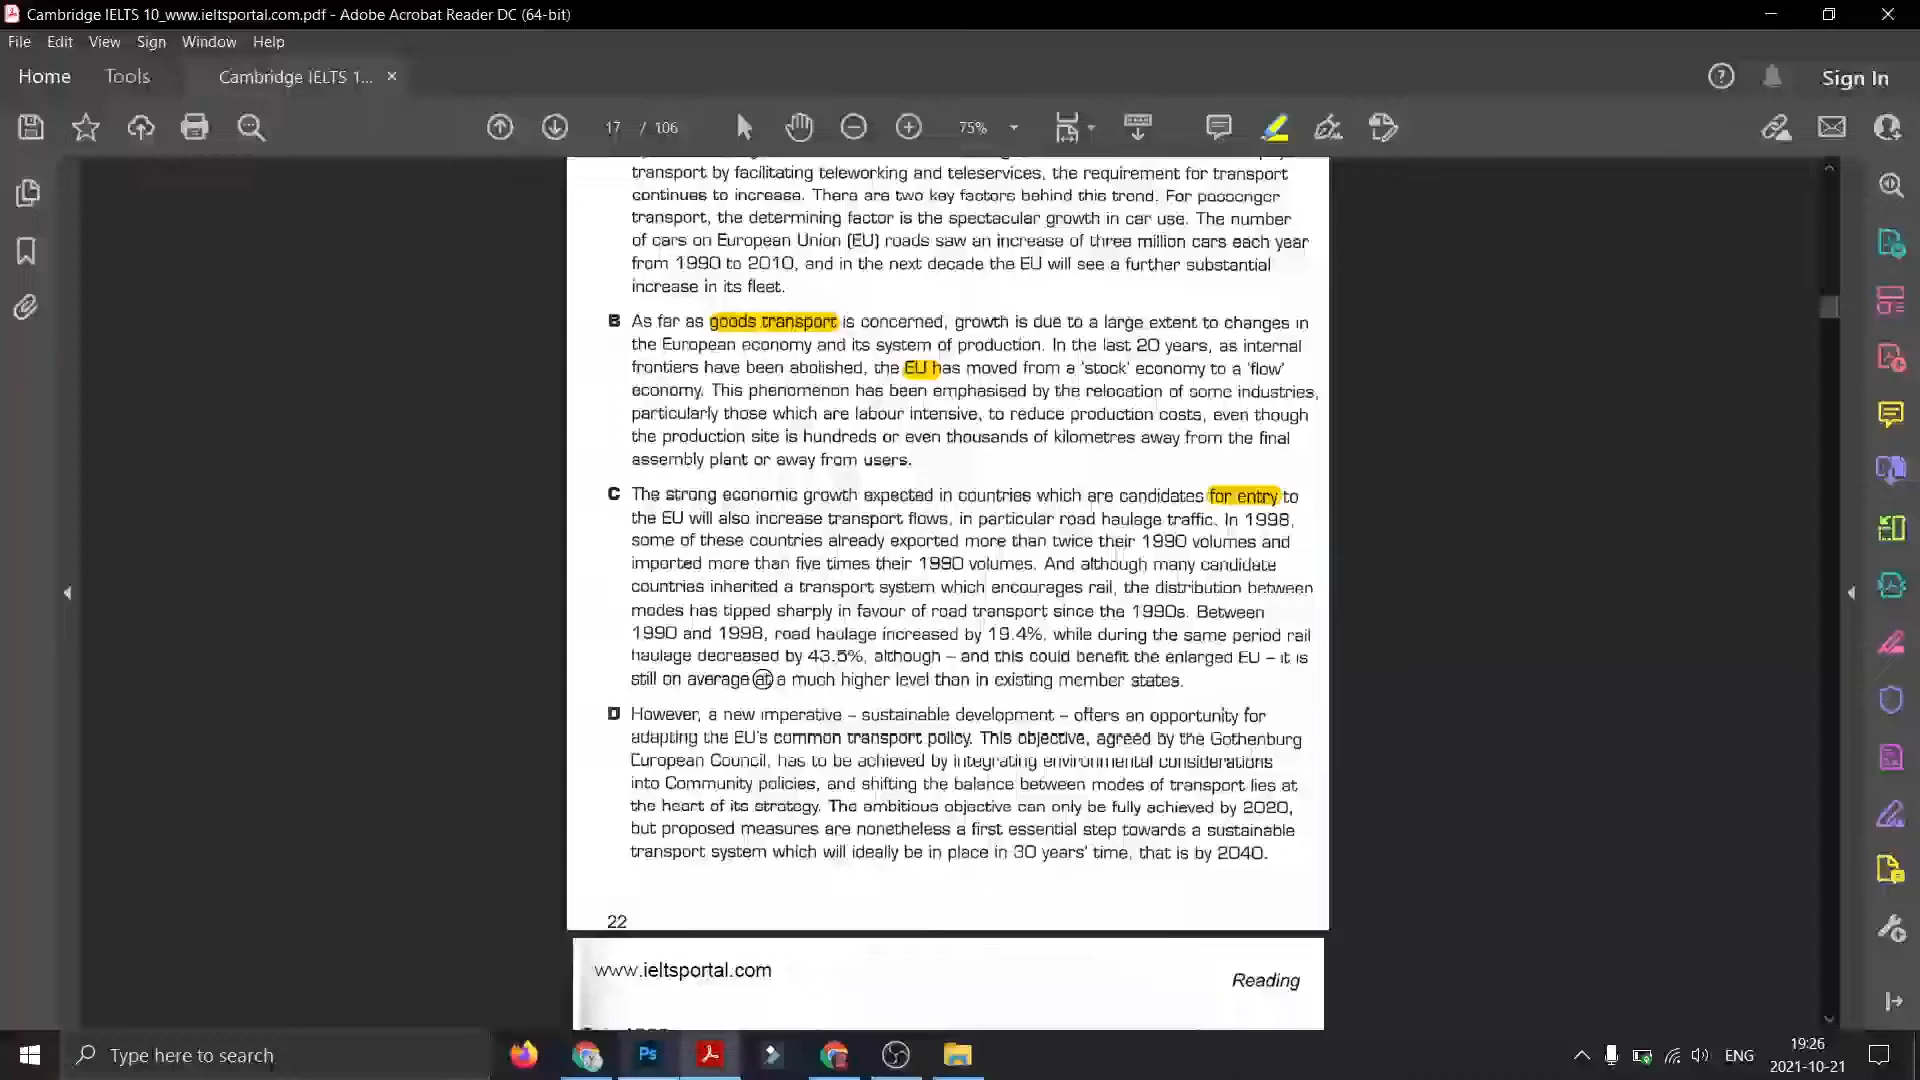 Cambridge IELTS 10_www.ieltsportal.com.pdf - Adobe Acrobat Reader DC (64-bit)
File Edit View Sign Window Help
Home Tools Cambridge IELTS 1... Sign In
17 / 106 75%
transport by facilitating teleworking and teleservices, the requirement for transport
continues to increase. There are two key factors behind this trend. For passenger
transport, the determining factor is the spectacular growth in car use. The number
of cars on European Union (EU) roads saw an increase of three million cars each year
from 1990 to 2010, and in the next decade the EU will see a further substantial
increase in its fleet.
B As far as goods transport is concerned, growth is due to a large extent to changes in
the European economy and its system of production. In the last 20 years, as internal
frontiers have been abolished, the EU has moved from a 'stock' economy to a 'flow'
economy. This phenomenon has been emphasised by the relocation of some industries,
particularly those which are labour intensive, to reduce production costs, even though
the production site is hundreds or even thousands of kilometres away from the final
assembly plant or away from users.
C The strong economic growth expected in countries which are candidates for entry to
the EU will also increase transport flows, in particular road haulage traffic. In 1998,
some of these countries already exported more than twice their 1990 volumes and
imported more than five times their 1990 volumes. And although many candidate
countries inherited a transport system which encourages rail, the distribution between
modes has tipped sharply in favour of road transport since the 1990s. Between
1990 and 1998, road haulage increased by 19.4%, while during the same period rail
haulage decreased by 43.5%, although – and this could benefit the enlarged EU – it is
still on average at a much higher level than in existing member states.
D However, a new imperative – sustainable development – offers an opportunity for
adapting the EU's common transport policy. This objective, agreed by the Gothenburg
European Council, has to be achieved by integrating environmental considerations
into Community policies, and shifting the balance between modes of transport lies at
the heart of its strategy. The ambitious objective can only be fully achieved by 2020,
but proposed measures are nonetheless a first essential step towards a sustainable
transport system which will ideally be in place in 30 years' time, that is by 2040.
22
www.ieltsportal.com
Reading
Type here to search
Ps
ENG
19:26
2021-10-21